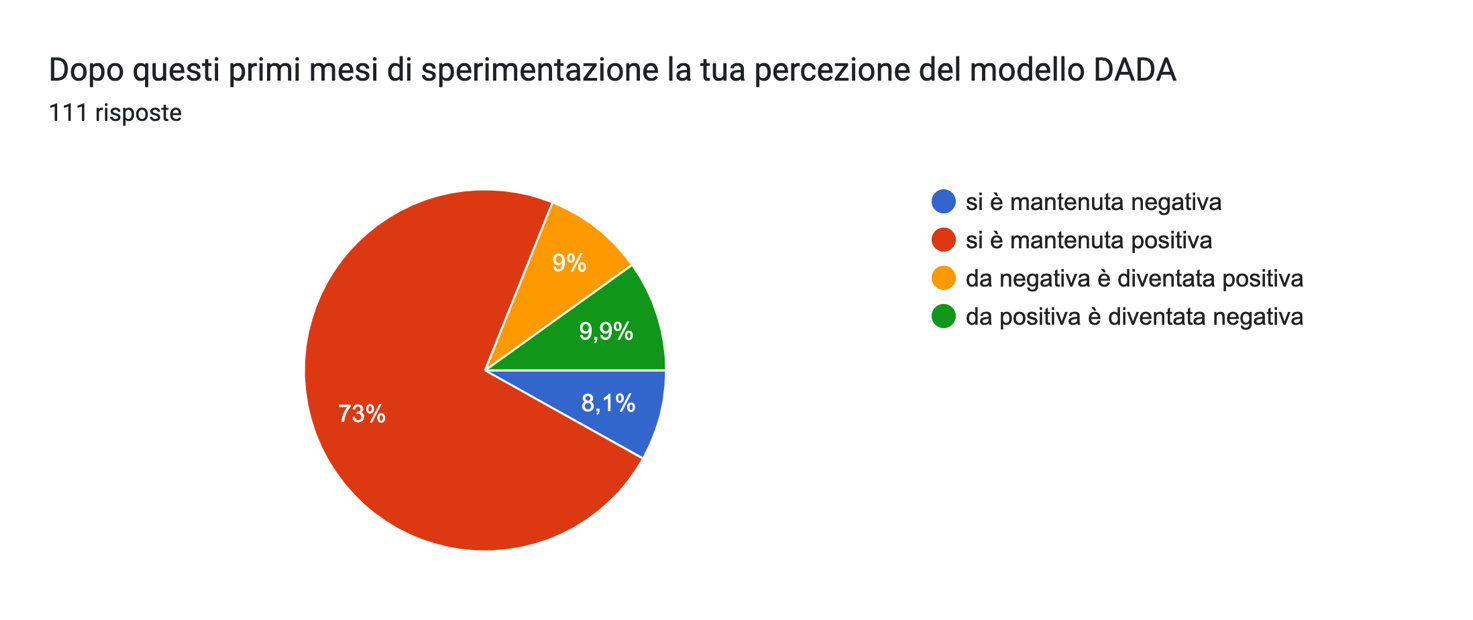 Dopo questi primi mesi di sperimentazione la tua percezione del modello DADA
111 risposte
si è mantenuta negativa
si è mantenuta positiva
da negativa è diventata positiva
da positiva è diventata negativa
9%
9,9%
8,1%
73%